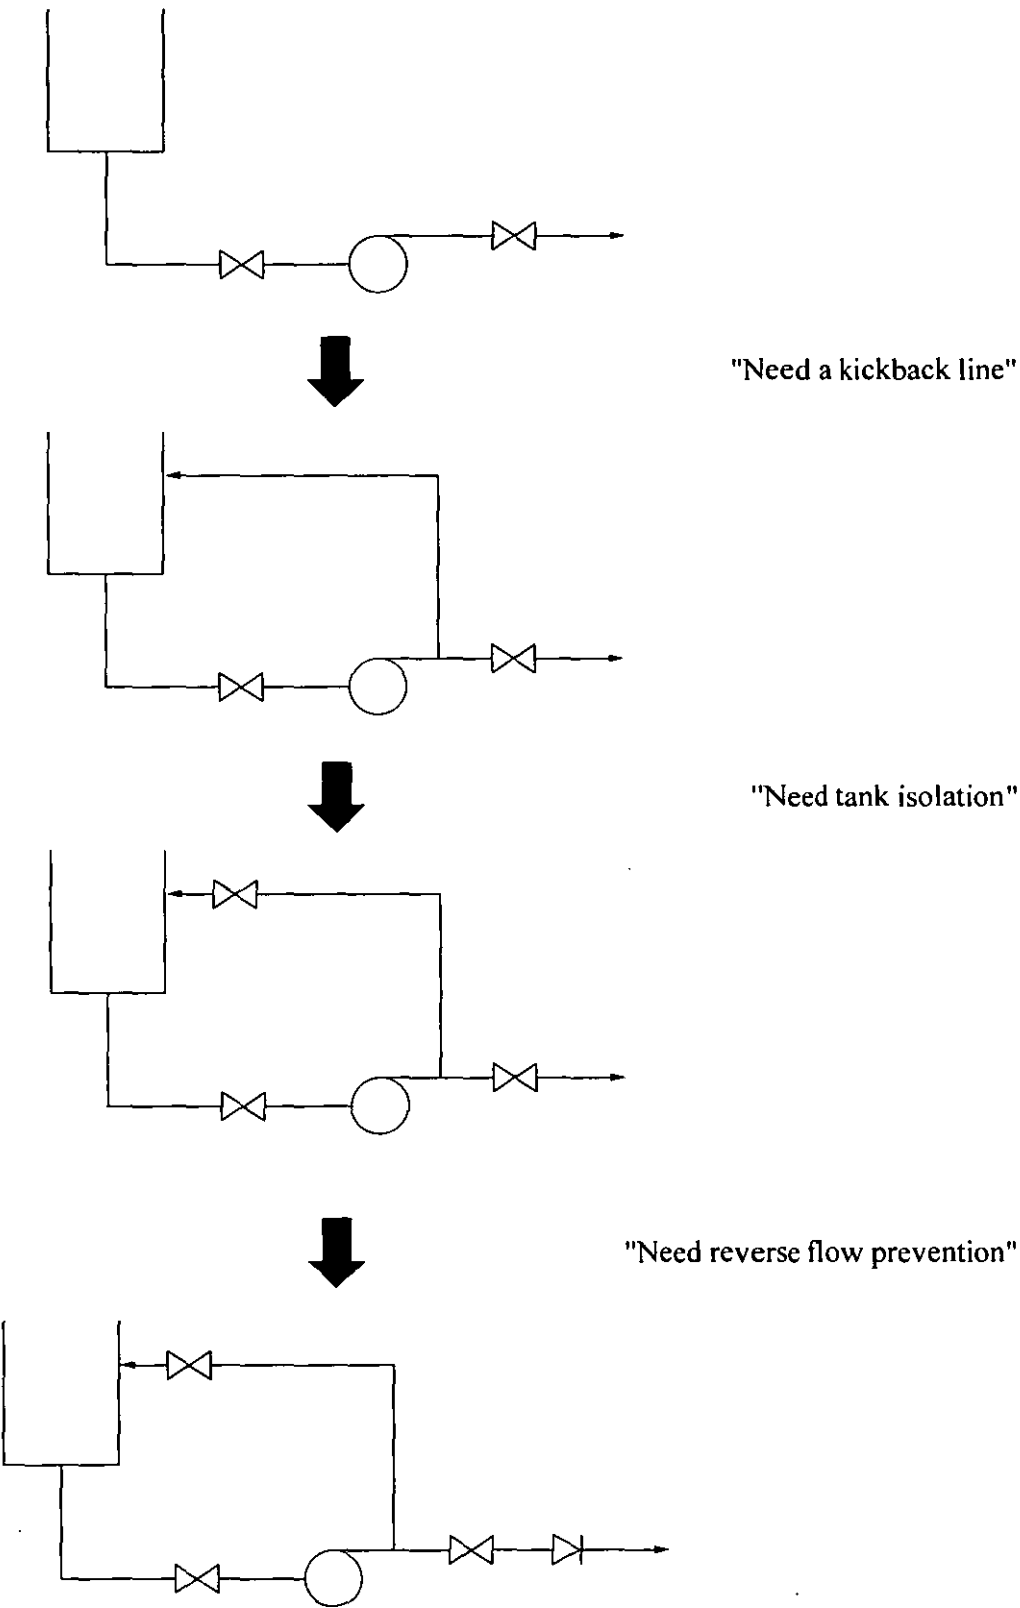 "Need a kickback line"
"Need tank isolation"
"Need reverse flow prevention"